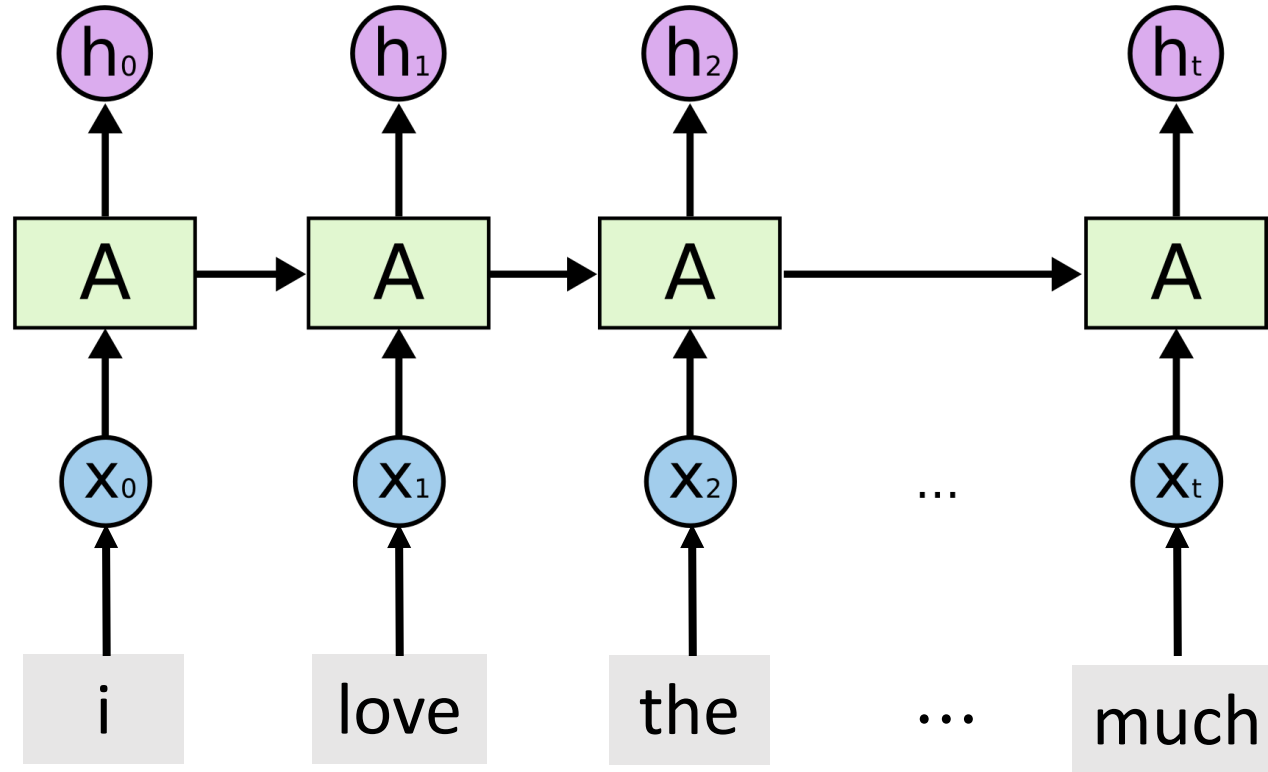 h₀ h₁ h₂ hₜ
A A A A
x₀ x₁ x₂ ... xₜ
i love the ... much